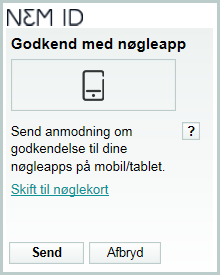 NEM ID
Godkend med nøgleapp
Send anmodning om
godkendelse til dine
nøgleapps på mobil/tablet.
?
Skift til nøglekort
Send
Afbryd